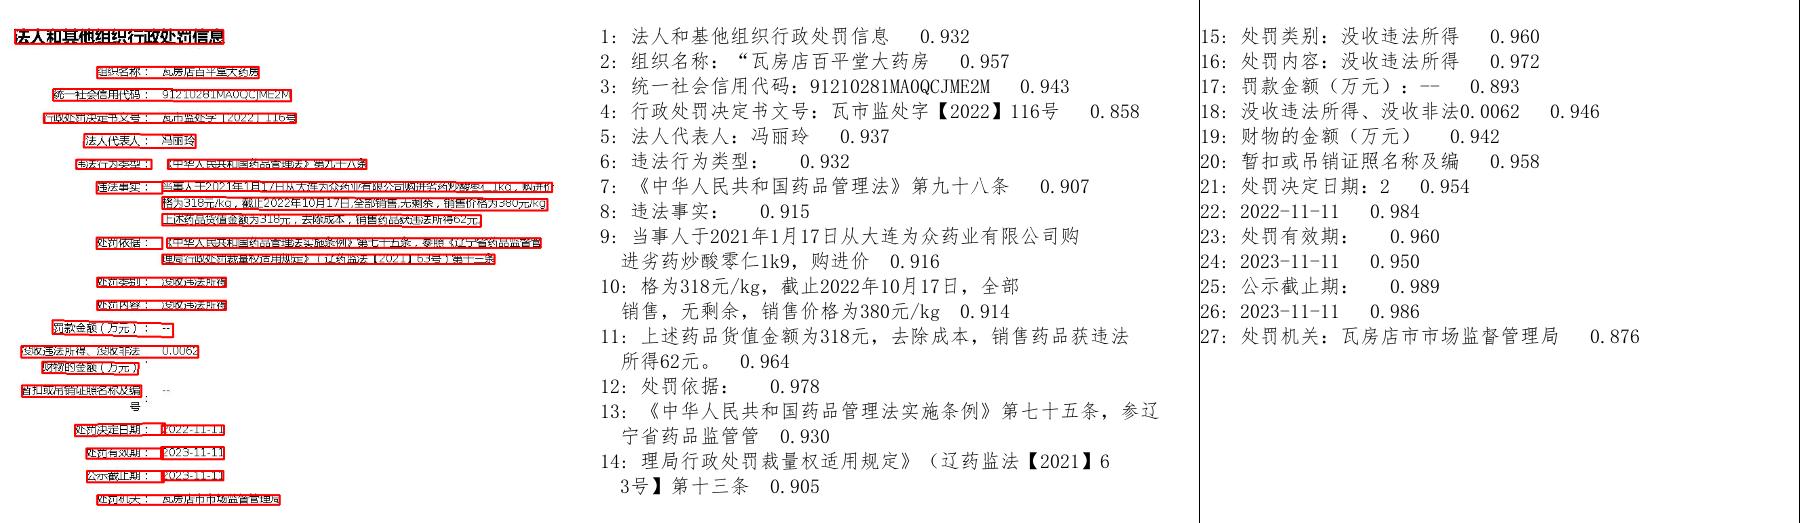 法人和其他组织行政处罚信息
组织名称： 瓦房店百平堂大药房
统一社会信用代码： 91210281MA0QCJME2M
行政处罚决定书文号： 瓦市监处字〔2022〕116号
法人代表人： 冯丽玲
违法行为类型： 《中华人民共和国药品管理法》第九十八条
违法事实： 当事人于2021年1月17日从大连为众药业有限公司购进劣药炒酸枣仁1kg，购进价
格为318元/kg，截止2022年10月17日,全部销售,无剩余，销售价格为380元/kg
上述药品货值金额为318元，去除成本，销售药品获违法所得62元
处罚依据： 《中华人民共和国药品管理法实施条例》第七十五条，参照《辽宁省药品监督管
理局行政处罚裁量权适用规定》（辽药监法【2021】63号）第十三条
处罚类别： 没收违法所得
处罚内容： 没收违法所得
罚款金额（万元）： --
没收违法所得、没收非法 0.0062
财物的金额（万元）
暂扣或吊销证照名称及编 --
号：
处罚决定日期： 2022-11-11
处罚有效期： 2023-11-11
公示截止期： 2023-11-11
处罚机关： 瓦房店市市场监督管理局
1: 法人和基他组织行政处罚信息 0.932
2: 组织名称：“瓦房店百平堂大药房 0.957
3: 统一社会信用代码：91210281MA0QCJME2M 0.943
4: 行政处罚决定书文号：瓦市监处字【2022】116号 0.858
5: 法人代表人：冯丽玲 0.937
6: 违法行为类型： 0.932
7: 《中华人民共和国药品管理法》第九十八条 0.907
8: 违法事实： 0.915
9: 当事人于2021年1月17日从大连为众药业有限公司购
进劣药炒酸零仁1k9，购进价 0.916
10: 格为318元/kg，截止2022年10月17日，全部
销售，无剩余，销售价格为380元/kg 0.914
11: 上述药品货值金额为318元，去除成本，销售药品获违法
所得62元。 0.964
12: 处罚依据： 0.978
13: 《中华人民共和国药品管理法实施条例》第七十五条，参辽
宁省药品监管管 0.930
14: 理局行政处罚裁量权适用规定》（辽药监法【2021】6
3号】第十三条 0.905
15: 处罚类别：没收违法所得 0.960
16: 处罚内容：没收违法所得 0.972
17: 罚款金额（万元）：-- 0.893
18: 没收违法所得、没收非法0.0062 0.946
19: 财物的金额（万元） 0.942
20: 暂扣或吊销证照名称及编 0.958
21: 处罚决定日期：2 0.954
22: 2022-11-11 0.984
23: 处罚有效期： 0.960
24: 2023-11-11 0.950
25: 公示截止期： 0.989
26: 2023-11-11 0.986
27: 处罚机关：瓦房店市市场监督管理局 0.876